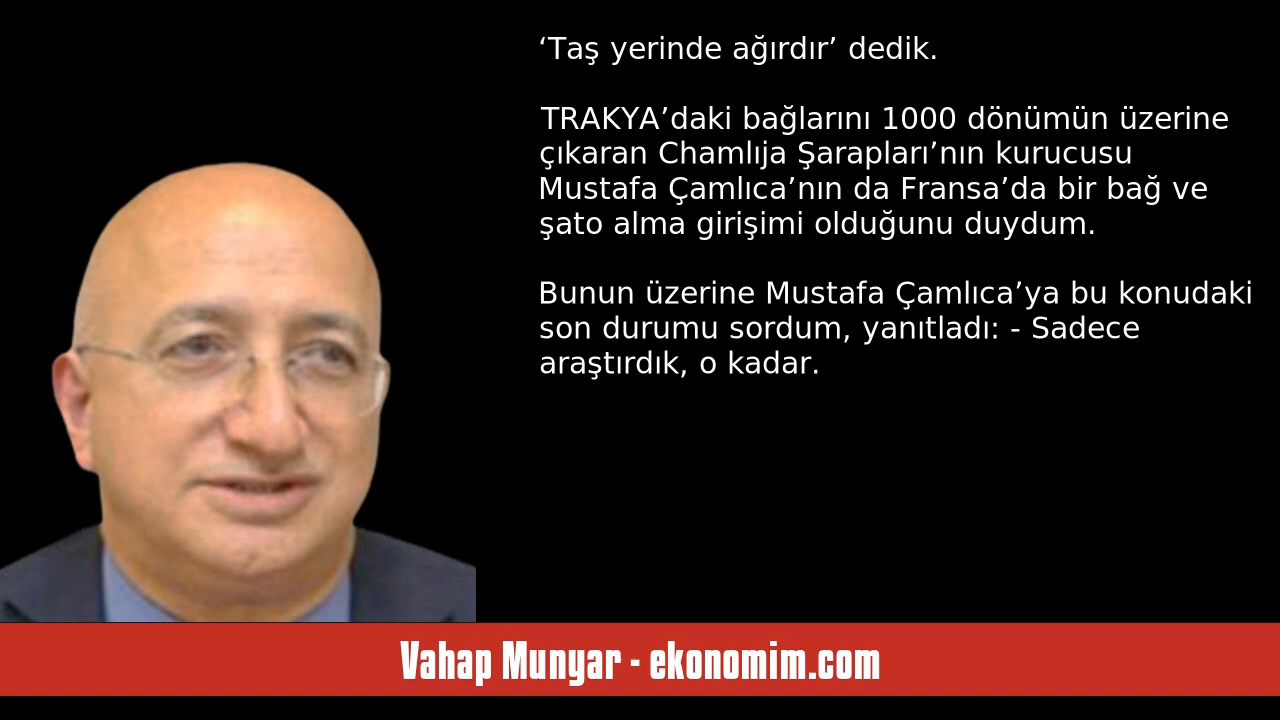 ‘Taş yerinde ağırdır’ dedik.
TRAKYA’daki bağlarını 1000 dönümün üzerine
çıkaran Chamlıja Şarapları’nın kurucusu
Mustafa Çamlıca’nın da Fransa’da bir bağ ve
şato alma girişimi olduğunu duydum.
Bunun üzerine Mustafa Çamlıca’ya bu konudaki
son durumu sordum, yanıtladı: - Sadece
araştırdık, o kadar.
Vahap Munyar - ekonomim.com